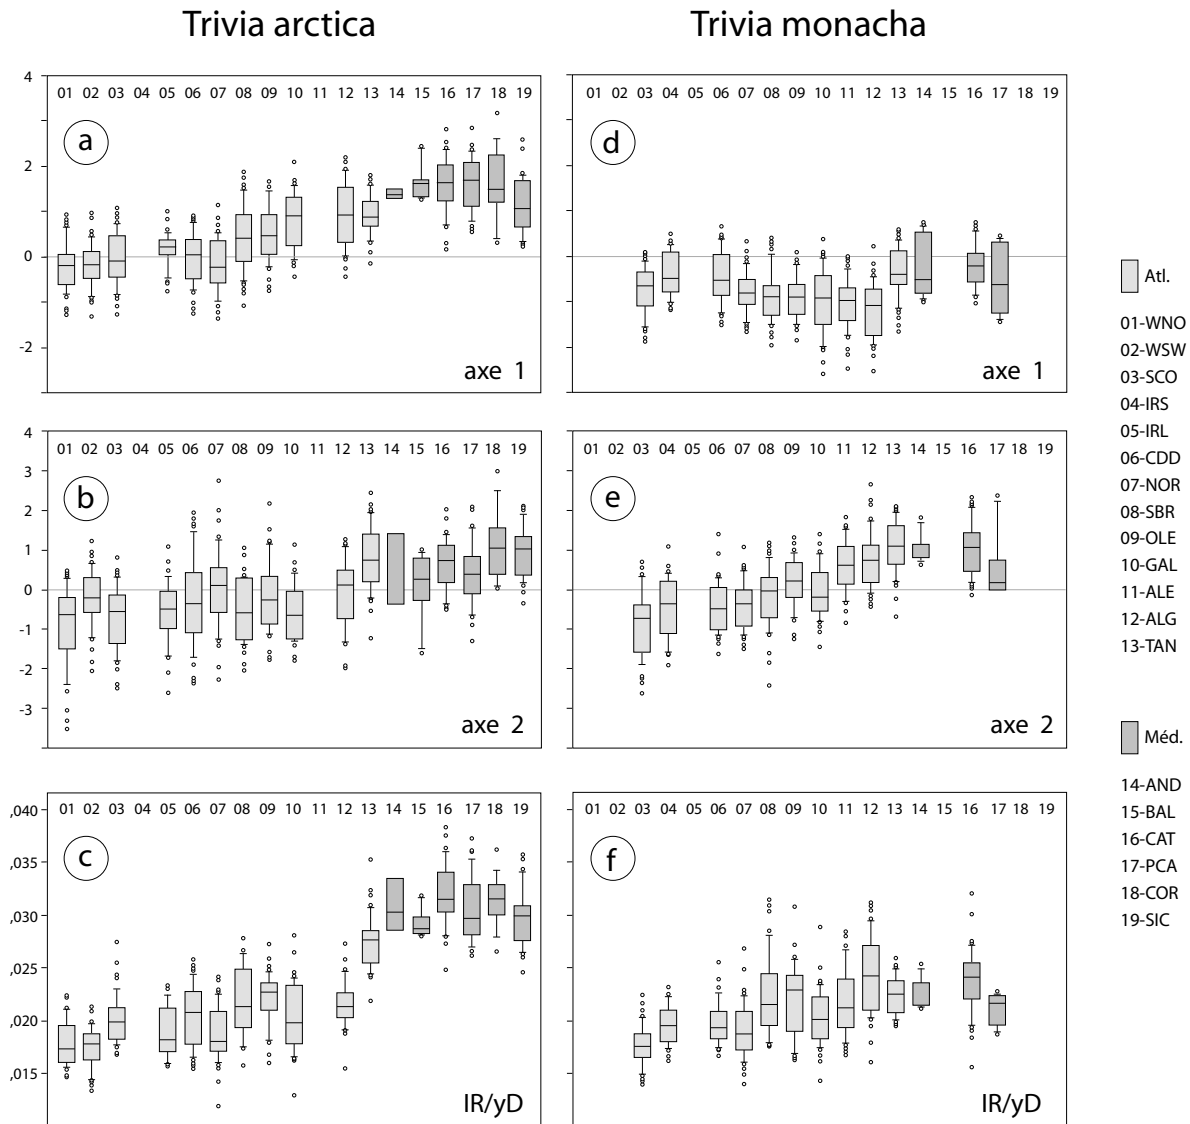 Trivia arctica
Trivia monacha
4
01 02 03 04 05 06 07 08 09 10 11 12 13 14 15 16 17 18 19
a
2
0
-2
axe 1
01 02 03 04 05 06 07 08 09 10 11 12 13 14 15 16 17 18 19
d
axe 1
4
01 02 03 04 05 06 07 08 09 10 11 12 13 14 15 16 17 18 19
3
b
2
1
0
-1
-2
-3
axe 2
01 02 03 04 05 06 07 08 09 10 11 12 13 14 15 16 17 18 19
e
axe 2
,040
01 02 03 04 05 06 07 08 09 10 11 12 13 14 15 16 17 18 19
c
,035
,030
,025
,020
,015
IR/yD
01 02 03 04 05 06 07 08 09 10 11 12 13 14 15 16 17 18 19
f
IR/yD
Atl.
01-WNO
02-WSW
03-SCO
04-IRS
05-IRL
06-CDD
07-NOR
08-SBR
09-OLE
10-GAL
11-ALE
12-ALG
13-TAN
Méd.
14-AND
15-BAL
16-CAT
17-PCA
18-COR
19-SIC